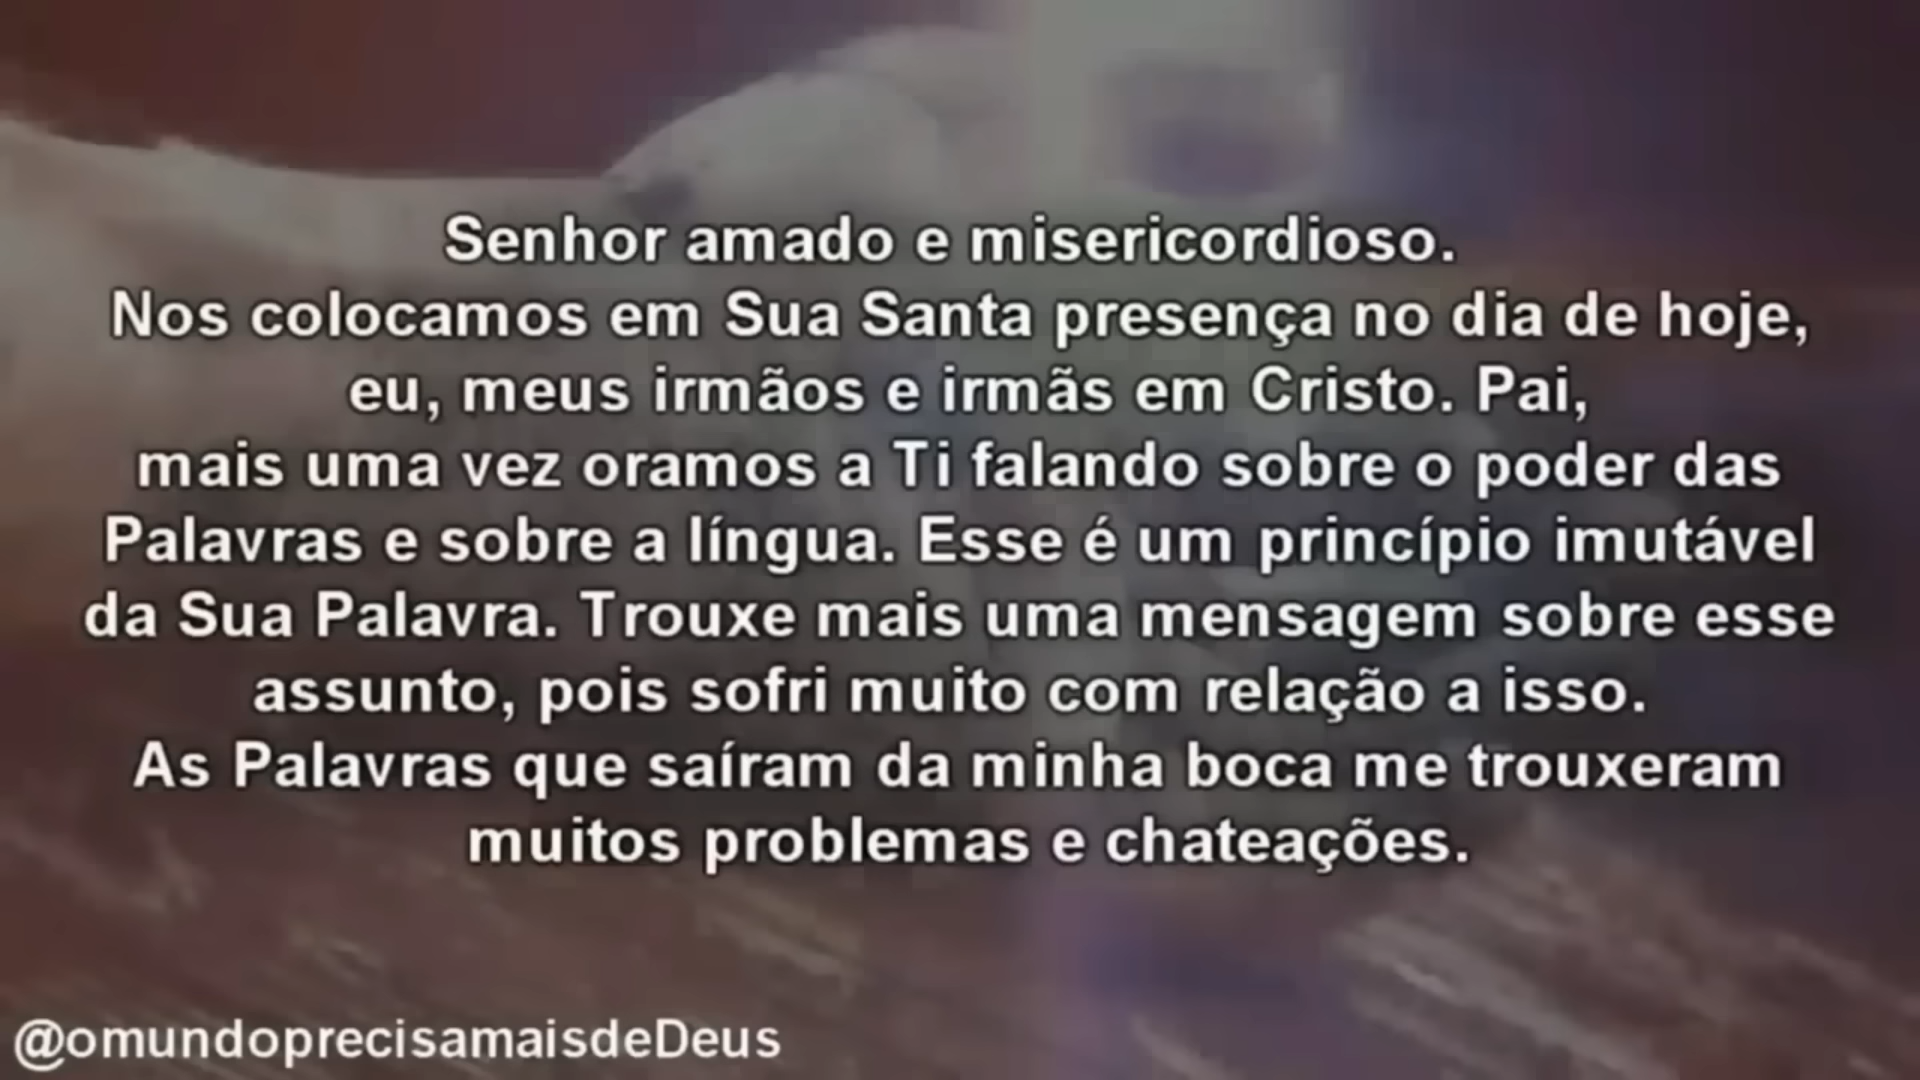 Senhor amado e misericordioso.
Nos colocamos em Sua Santa presença no dia de hoje,
eu, meus irmãos e irmãs em Cristo. Pai,
mais uma vez oramos a Ti falando sobre o poder das
Palavras e sobre a língua. Esse é um princípio imutável
da Sua Palavra. Trouxe mais uma mensagem sobre esse
assunto, pois sofri muito com relação a isso.
As Palavras que saíram da minha boca me trouxeram
muitos problemas e chateações.
@omundoprecisamaisdeDeus